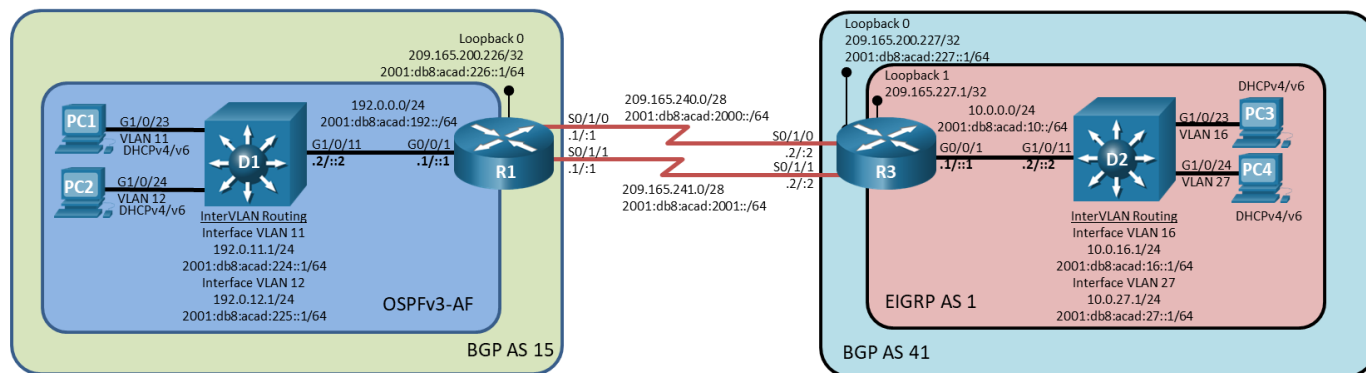 Loopback 0
209.165.200.226/32
2001:db8:acad:226::1/64
PC1
G1/0/23
VLAN 11
DHCPv4/v6
PC2
G1/0/24
VLAN 12
DHCPv4/v6
D1
G1/0/11
.2/::2
192.0.0.0/24
2001:db8:acad:192::/64
G0/0/1
.1/::1
R1
InterVLAN Routing
Interface VLAN 11
192.0.11.1/24
2001:db8:acad:224::1/64
Interface VLAN 12
192.0.12.1/24
2001:db8:acad:225::1/64
OSPFv3-AF
BGP AS 15
S0/1/0
.1/:1
S0/1/1
.1/:1
209.165.240.0/28
2001:db8:acad:2000::/64
209.165.241.0/28
2001:db8:acad:2001::/64
S0/1/0
.2/:2
S0/1/1
.2/:2
Loopback 0
209.165.200.227/32
2001:db8:acad:227::1/64
Loopback 1
209.165.227.1/32
R3
10.0.0.0/24
2001:db8:acad:10::/64
G0/0/1
.1/::1
G1/0/11
.2/::2
D2
DHCPv4/v6
G1/0/23
VLAN 16
PC3
G1/0/24
VLAN 27
PC4
DHCPv4/v6
InterVLAN Routing
Interface VLAN 16
10.0.16.1/24
2001:db8:acad:16::1/64
Interface VLAN 27
10.0.27.1/24
2001:db8:acad:27::1/64
EIGRP AS 1
BGP AS 41